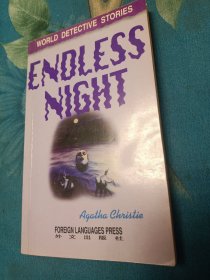 WORLD DETECTIVE STORIES
ENDLESS
NIGHT
Agatha Christie
FOREIGN LANGUAGES PRESS
外文出版社